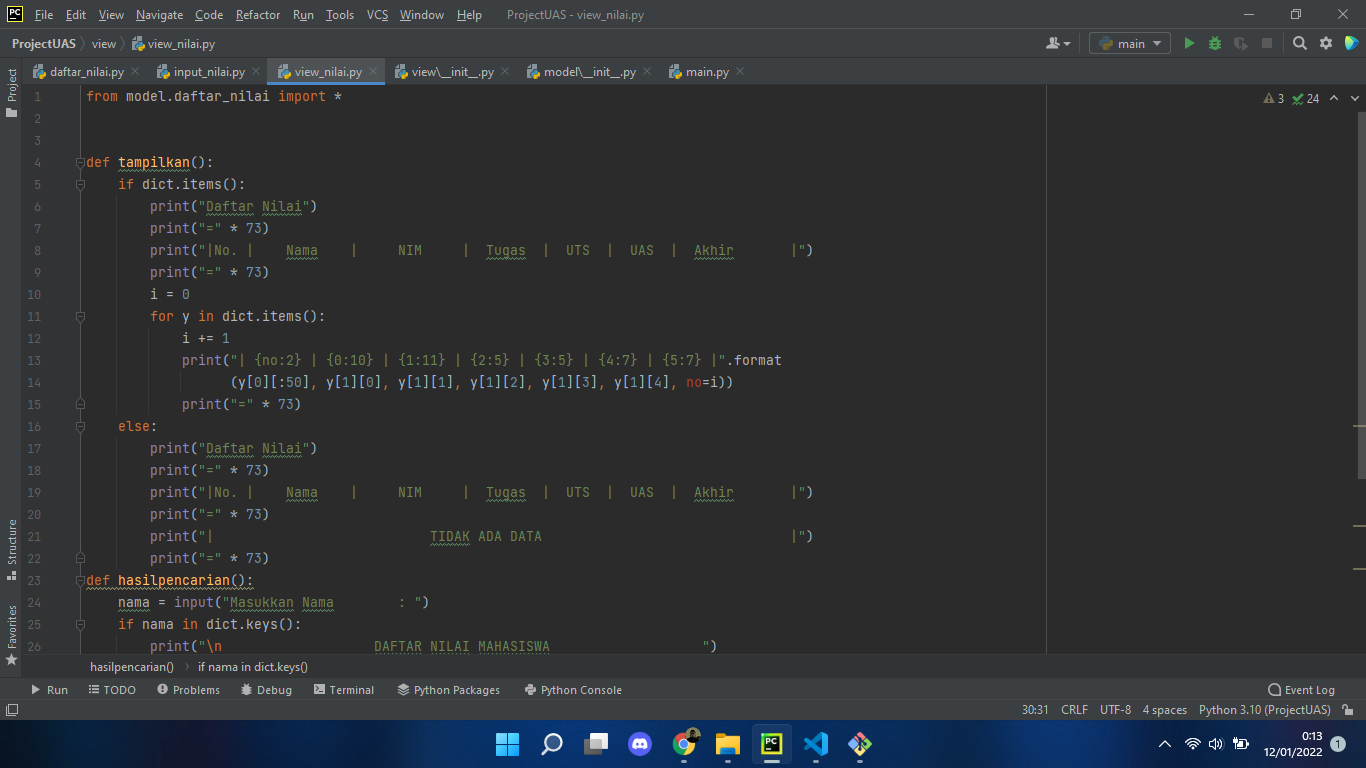 PC File Edit View Navigate Code Refactor Run Tools VCS Window Help ProjectUAS - view_nilai.py
ProjectUAS view view_nilai.py main
daftar_nilai.py input_nilai.py view_nilai.py view\__init__.py model\__init__.py main.py
Project
Structure
Favorites
3 24
1 from model.daftar_nilai import *
2
3
4 def tampilkan():
5     if dict.items():
6         print("Daftar Nilai")
7         print("=" * 73)
8         print("|No. |    Nama    |     NIM     |  Tugas  |  UTS  |  UAS  |  Akhir       |")
9         print("=" * 73)
10         i = 0
11         for y in dict.items():
12             i += 1
13             print("| {no:2} | {0:10} | {1:11} | {2:5} | {3:5} | {4:7} | {5:7} |".format
14                   (y[0][:50], y[1][0], y[1][1], y[1][2], y[1][3], y[1][4], no=i))
15             print("=" * 73)
16     else:
17         print("Daftar Nilai")
18         print("=" * 73)
19         print("|No. |    Nama    |     NIM     |  Tugas  |  UTS  |  UAS  |  Akhir       |")
20         print("=" * 73)
21         print("|                           TIDAK ADA DATA                               |")
22         print("=" * 73)
23 def hasilpencarian():
24     nama = input("Masukkan Nama        : ")
25     if nama in dict.keys():
26         print("\n                   DAFTAR NILAI MAHASISWA                   ")
hasilpencarian() if nama in dict.keys()
Run TODO Problems Debug Terminal Python Packages Python Console Event Log
30:31 CRLF UTF-8 4 spaces Python 3.10 (ProjectUAS)
PC
0:13
12/01/2022
1